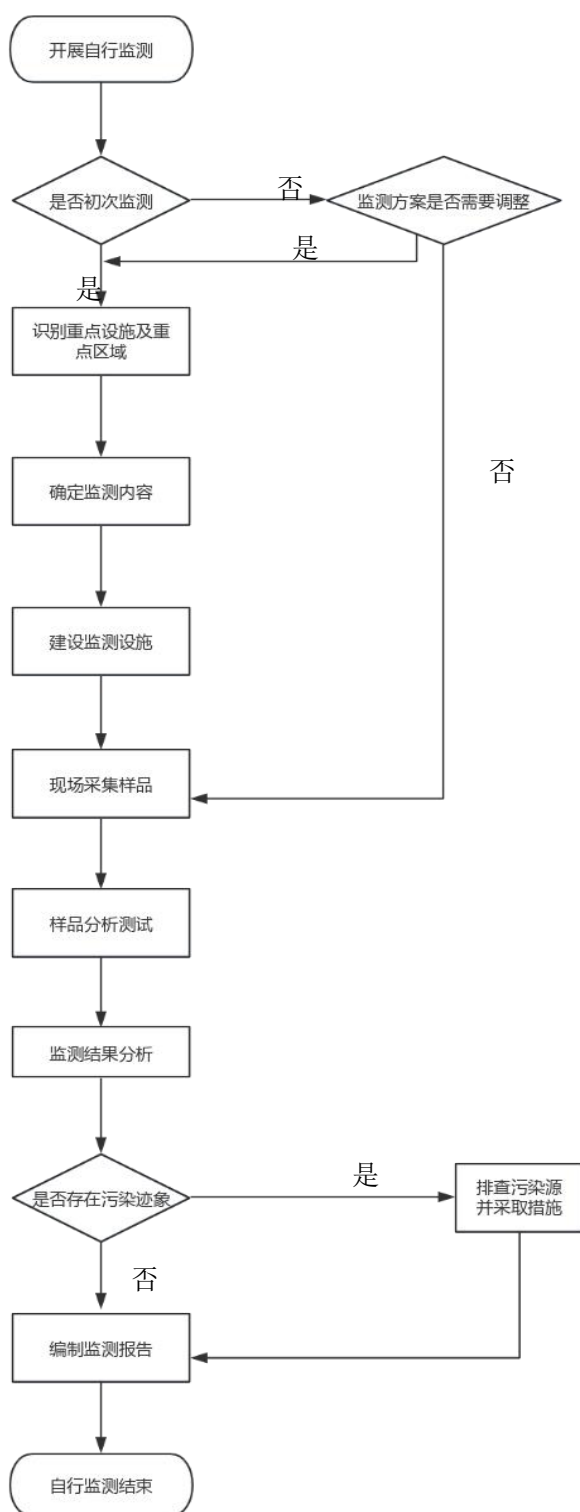 开展自行监测
是否初次监测
否
监测方案是否需要调整
是
是
识别重点设施及重
点区域
确定监测内容
否
建设监测设施
现场采集样品
样品分析测试
监测结果分析
是否存在污染迹象
是
排查污染源
并采取措施
否
编制监测报告
自行监测结束